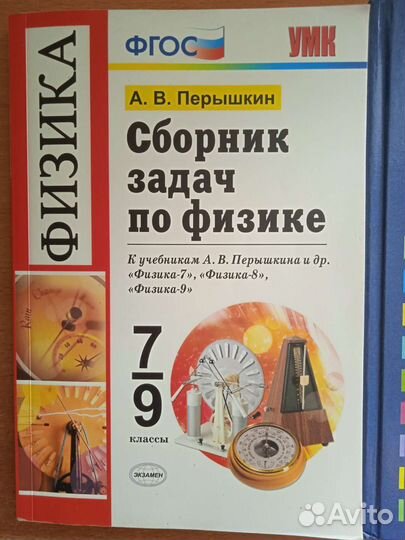 ФГОС
УМК
А. В. Перышкин
ФИЗИКА
Сборник
задач
по физике
К учебникам А. В. Перышкина и др.
«Физика-7», «Физика-8»,
«Физика-9»
7
9
классы
ЭКЗАМЕН
Avito